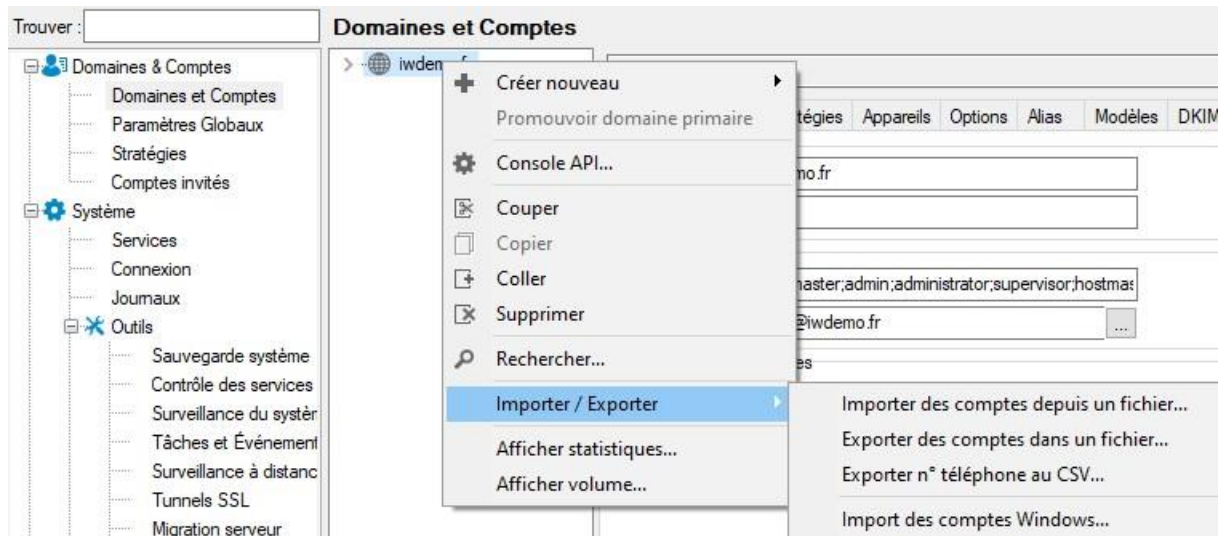 Trouver :
Domaines et Comptes
Domaines & Comptes
Domaines et Comptes
Paramètres Globaux
Stratégies
Comptes invités
Système
Services
Connexion
Journaux
Outils
Sauvegarde système
Contrôle des services
Surveillance du systèr
Tâches et Événement
Surveillance à distanc
Tunnels SSL
Migration serveur
iwdem
Créer nouveau
Promouvoir domaine primaire
Console API...
Couper
Copier
Coller
Supprimer
Rechercher...
Importer / Exporter
Afficher statistiques...
Afficher volume...
tégies Appareils Options Alias Modèles DKIM
no.fr
naster;admin;administrator;supervisor;hostmas
@iwdemo.fr ...
es
Importer des comptes depuis un fichier...
Exporter des comptes dans un fichier...
Exporter n° téléphone au CSV...
Import des comptes Windows...